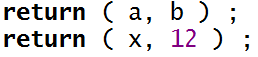 return ( a, b ) ;
return ( x, 12 ) ;